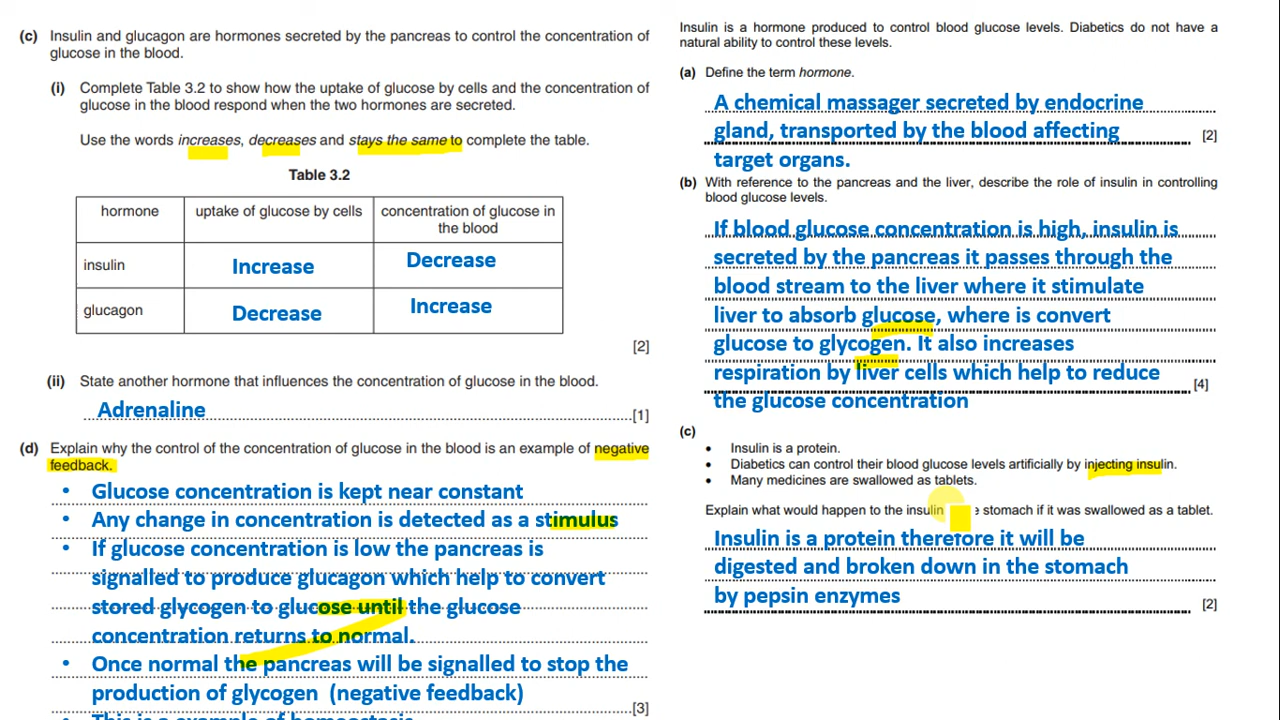 (c) Insulin and glucagon are hormones secreted by the pancreas to control the concentration of
glucose in the blood.
(i) Complete Table 3.2 to show how the uptake of glucose by cells and the concentration of
glucose in the blood respond when the two hormones are secreted.
Use the words increases, decreases and stays the same to complete the table.
Table 3.2
hormone uptake of glucose by cells concentration of glucose in
the blood
insulin Increase Decrease
glucagon Decrease Increase
[2]
(ii) State another hormone that influences the concentration of glucose in the blood.
Adrenaline [1]
(d) Explain why the control of the concentration of glucose in the blood is an example of negative
feedback.
• Glucose concentration is kept near constant
• Any change in concentration is detected as a stimulus
• If glucose concentration is low the pancreas is
signalled to produce glucagon which help to convert
stored glycogen to glucose until the glucose
concentration returns to normal.
• Once normal the pancreas will be signalled to stop the
production of glycogen (negative feedback)
[3]
• This is a example of homeostasis
Insulin is a hormone produced to control blood glucose levels. Diabetics do not have a
natural ability to control these levels.
(a) Define the term hormone.
A chemical massager secreted by endocrine
gland, transported by the blood affecting [2]
target organs.
(b) With reference to the pancreas and the liver, describe the role of insulin in controlling
blood glucose levels.
If blood glucose concentration is high, insulin is
secreted by the pancreas it passes through the
blood stream to the liver where it stimulate
liver to absorb glucose, where is convert
glucose to glycogen. It also increases
respiration by liver cells which help to reduce [4]
the glucose concentration
(c)
• Insulin is a protein.
• Diabetics can control their blood glucose levels artificially by injecting insulin.
• Many medicines are swallowed as tablets.
Explain what would happen to the insulin e stomach if it was swallowed as a tablet.
Insulin is a protein therefore it will be
digested and broken down in the stomach
by pepsin enzymes [2]